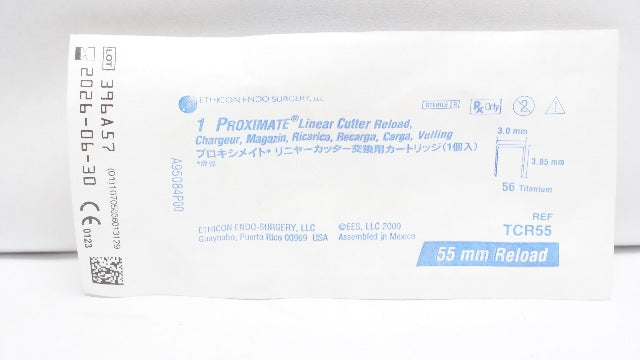 ETHICON ENDO-SURGERY, LLC
STERILE R
Rx Only
2
1 PROXIMATE® Linear Cutter Reload,
Chargeur, Magazin, Ricarica, Recarga, Carga, Vulling
プロキシメイト* リニヤーカッター交換用カートリッジ(1個入)
3.0 mm
3.85 mm
56 Titanium
ETHICON ENDO-SURGERY, LLC
Guaynabo, Puerto Rico 00969 USA
©EES, LLC 2009
Assembled in Mexico
REF
TCR55
55 mm Reload
A95084P00
LOT 396A57
2026-06-30
CE 0123